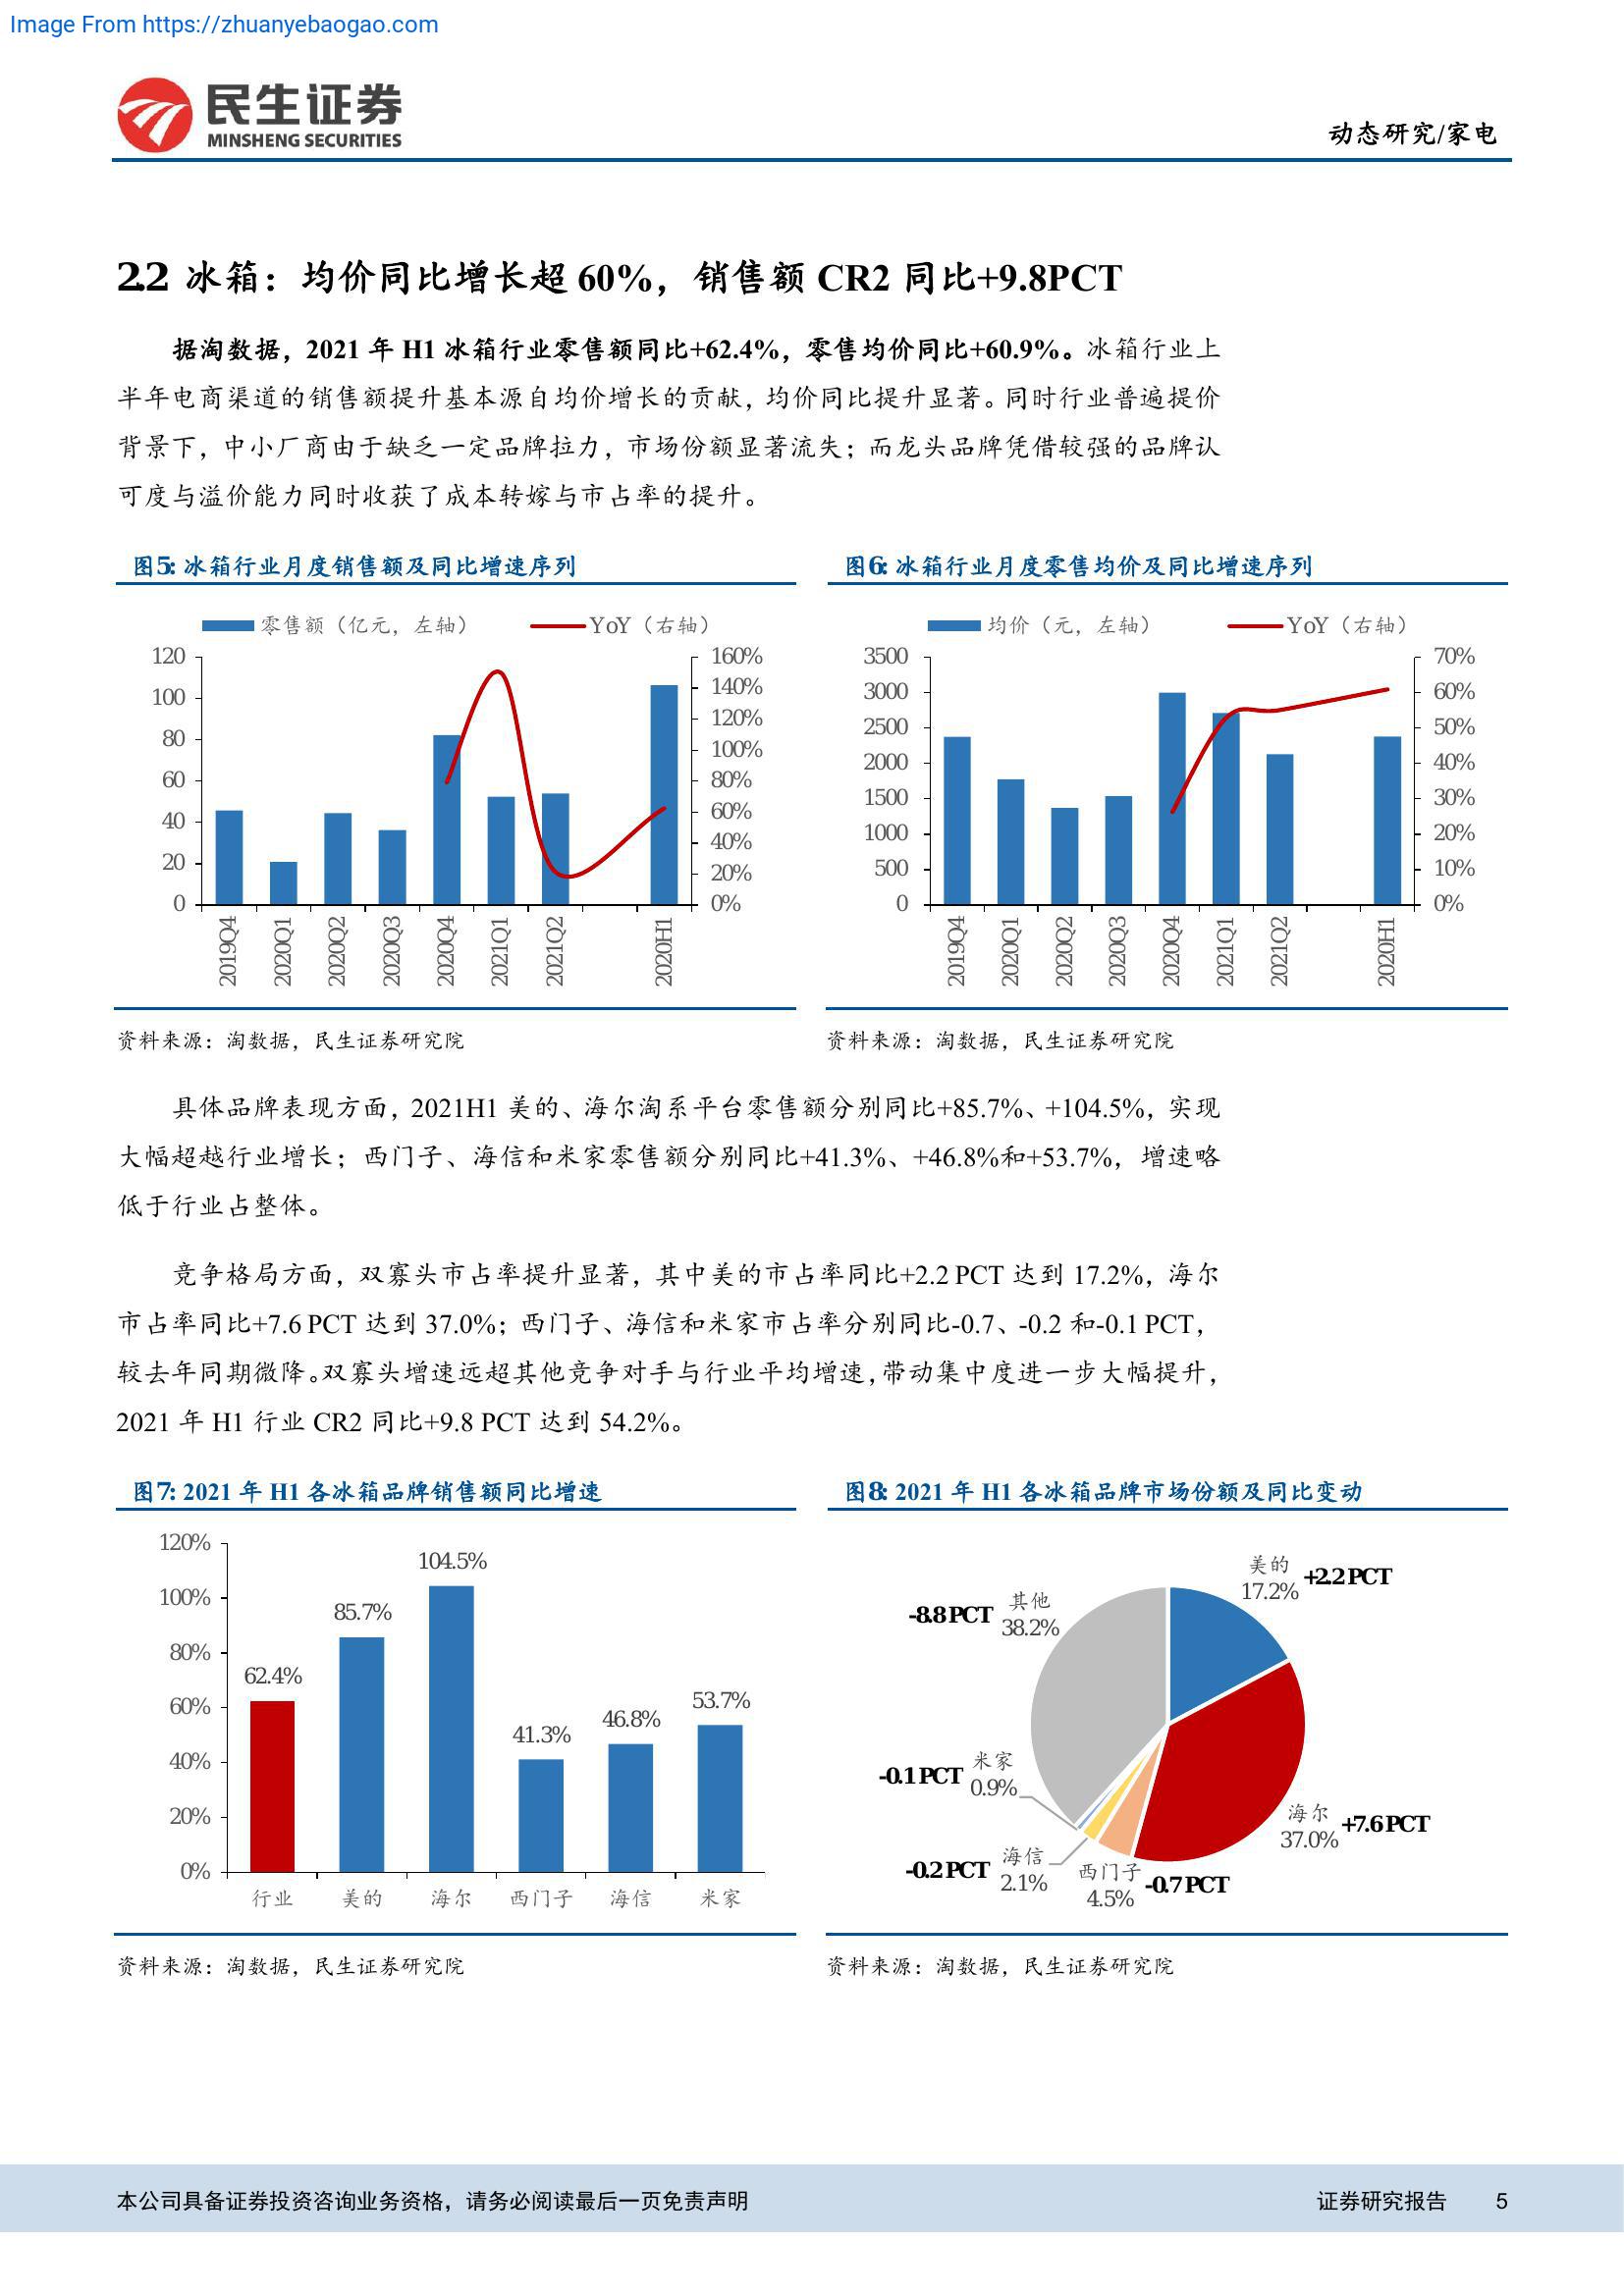 Image From https://zhuanyebaogao.com
民生证券
MINSHENG SECURITIES
动态研究/家电
2.2 冰箱：均价同比增长超 60%，销售额 CR2 同比+9.8PCT
据淘数据，2021 年 H1 冰箱行业零售额同比+62.4%，零售均价同比+60.9%。冰箱行业上
半年电商渠道的销售额提升基本源自均价增长的贡献，均价同比提升显著。同时行业普遍提价
背景下，中小厂商由于缺乏一定品牌拉力，市场份额显著流失；而龙头品牌凭借较强的品牌认
可度与溢价能力同时收获了成本转嫁与市占率的提升。
图5: 冰箱行业月度销售额及同比增速序列
零售额（亿元，左轴）
YoY（右轴）
120
100
80
60
40
20
0
160%
140%
120%
100%
80%
60%
40%
20%
0%
2019Q4
2020Q1
2020Q2
2020Q3
2020Q4
2021Q1
2021Q2
2020H1
资料来源：淘数据，民生证券研究院
图6: 冰箱行业月度零售均价及同比增速序列
均价（元，左轴）
YoY（右轴）
3500
3000
2500
2000
1500
1000
500
0
70%
60%
50%
40%
30%
20%
10%
0%
2019Q4
2020Q1
2020Q2
2020Q3
2020Q4
2021Q1
2021Q2
2020H1
资料来源：淘数据，民生证券研究院
具体品牌表现方面，2021H1 美的、海尔淘系平台零售额分别同比+85.7%、+104.5%，实现
大幅超越行业增长；西门子、海信和米家零售额分别同比+41.3%、+46.8%和+53.7%，增速略
低于行业占整体。
竞争格局方面，双寡头市占率提升显著，其中美的市占率同比+2.2 PCT 达到 17.2%，海尔
市占率同比+7.6 PCT 达到 37.0%；西门子、海信和米家市占率分别同比-0.7、-0.2 和-0.1 PCT，
较去年同期微降。双寡头增速远超其他竞争对手与行业平均增速，带动集中度进一步大幅提升，
2021 年 H1 行业 CR2 同比+9.8 PCT 达到 54.2%。
图7: 2021 年 H1 各冰箱品牌销售额同比增速
120%
100%
80%
60%
40%
20%
0%
62.4%
85.7%
104.5%
41.3%
46.8%
53.7%
行业
美的
海尔
西门子
海信
米家
资料来源：淘数据，民生证券研究院
图8: 2021 年 H1 各冰箱品牌市场份额及同比变动
美的
17.2%
+2.2PCT
海尔
37.0%
+7.6PCT
西门子
4.5%
-0.7PCT
海信
2.1%
-0.2PCT
米家
0.9%
-0.1PCT
其他
38.2%
-8.8PCT
资料来源：淘数据，民生证券研究院
本公司具备证券投资咨询业务资格，请务必阅读最后一页免责声明
证券研究报告 5